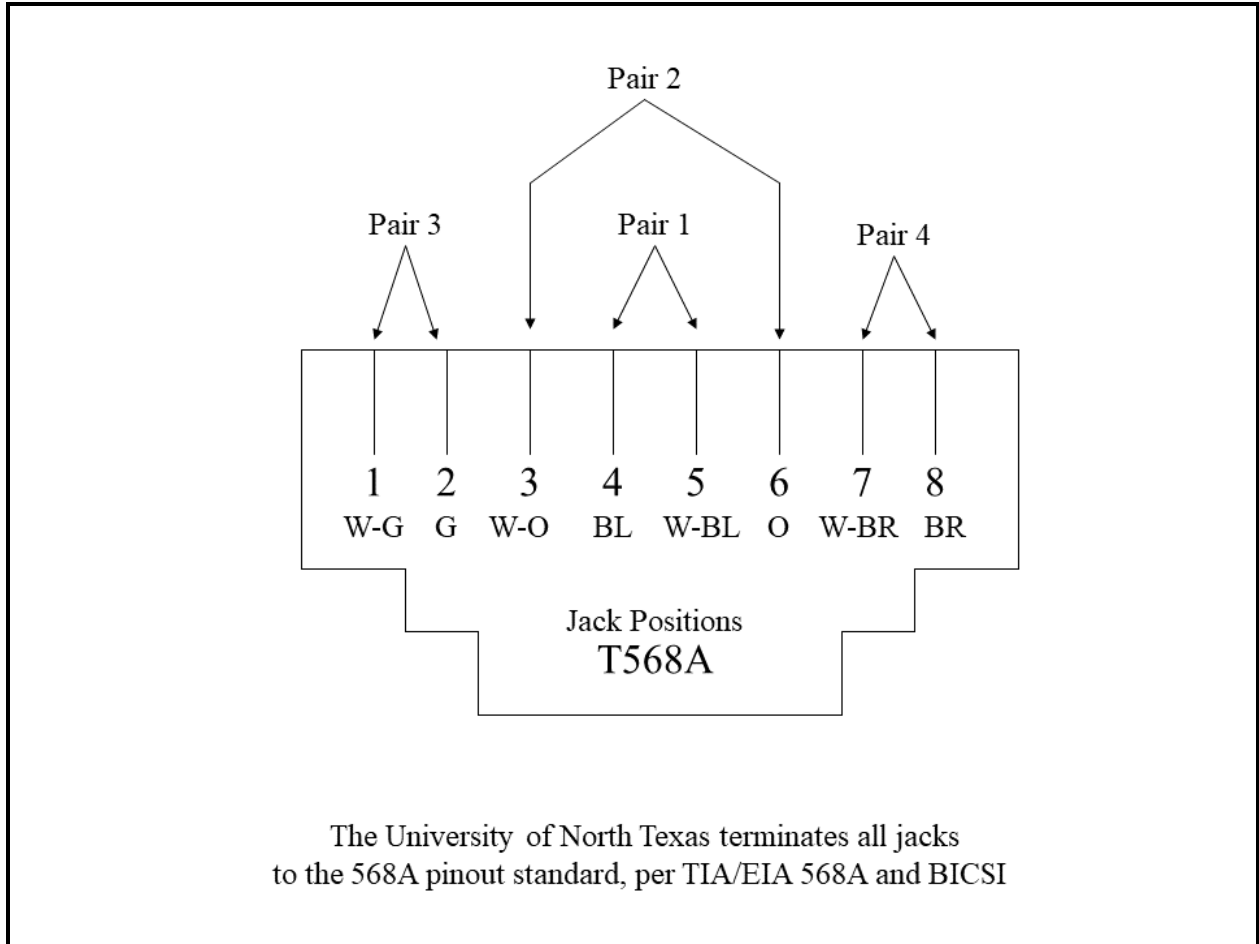 Pair 2
Pair 3 Pair 1 Pair 4
1 2 3 4 5 6 7 8
W-G G W-O BL W-BL O W-BR BR
Jack Positions
T568A
The University of North Texas terminates all jacks
to the 568A pinout standard, per TIA/EIA 568A and BICSI